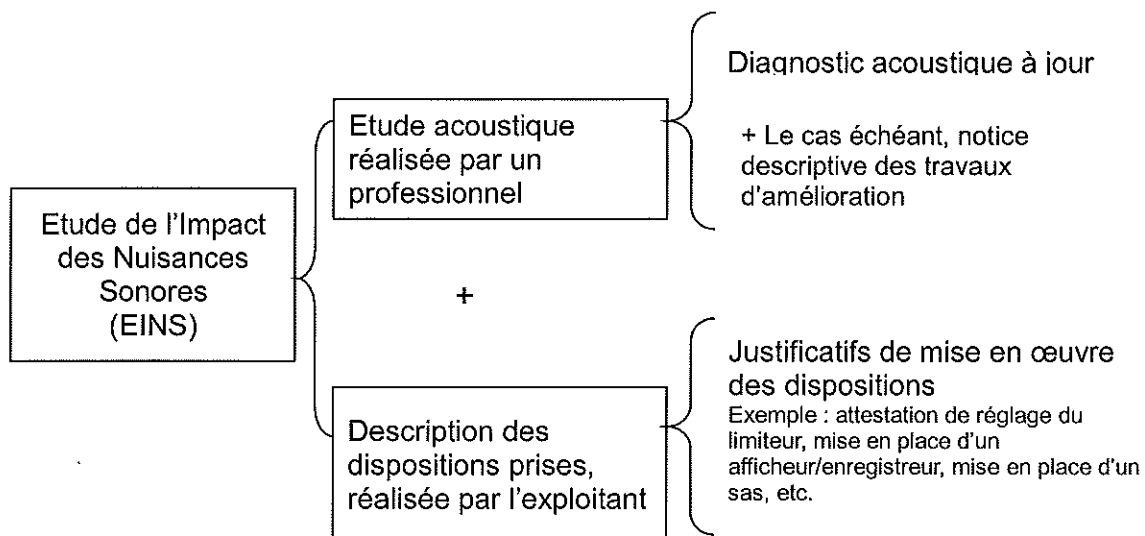 Etude de l'Impact
des Nuisances
Sonores
(EINS)
Etude acoustique
réalisée par un
professionnel
Diagnostic acoustique à jour
+ Le cas échéant, notice
descriptive des travaux
d'amélioration
+
Description des
dispositions prises,
réalisée par l'exploitant
Justificatifs de mise en œuvre
des dispositions
Exemple : attestation de réglage du
limiteur, mise en place d'un
afficheur/enregistreur, mise en place d'un
sas, etc.